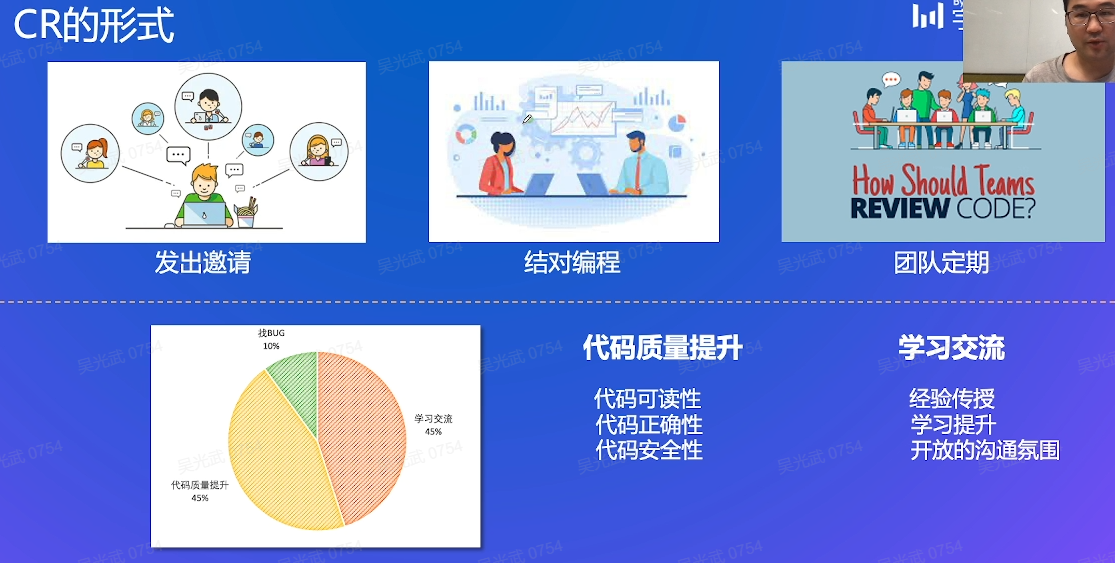 CR的形式
发出邀请
结对编程
How Should Teams
REVIEW CODE?
团队定期
找BUG
10%
学习交流
45%
代码质量提升
45%
代码质量提升
代码可读性
代码正确性
代码安全性
学习交流
经验传授
学习提升
开放的沟通氛围
吴光武 0754